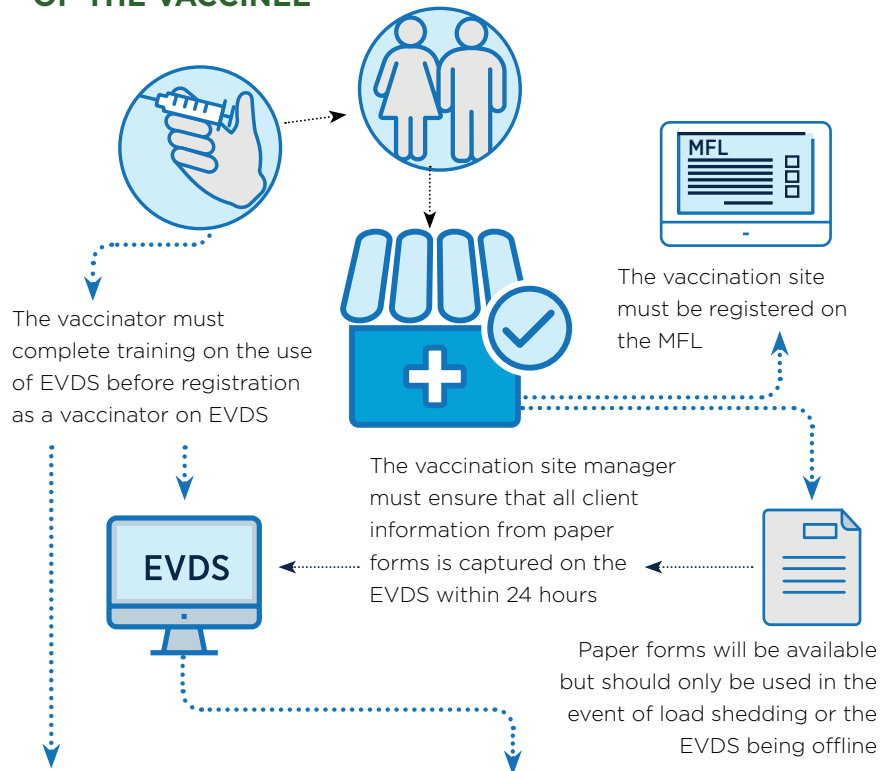 OF THE VACCINEE
MFL
The vaccination site
must be registered on
the MFL
The vaccinator must
complete training on the use
of EVDS before registration
as a vaccinator on EVDS
The vaccination site manager
must ensure that all client
information from paper
forms is captured on the
EVDS within 24 hours
EVDS
Paper forms will be available
but should only be used in the
event of load shedding or the
EVDS being offline